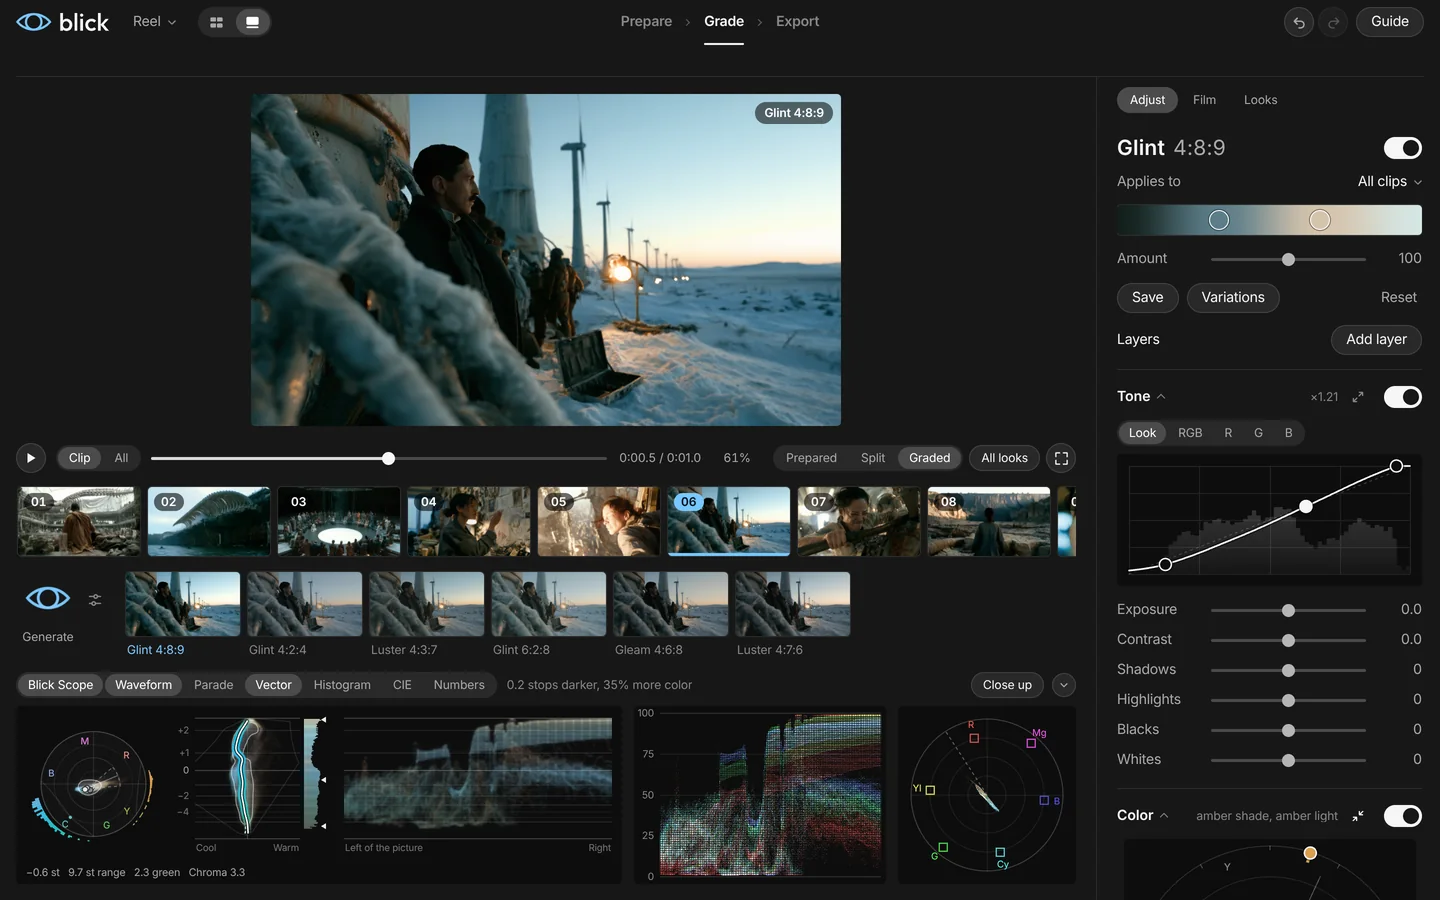 blick
Reel
Prepare
Grade
Export
Guide
Glint 4:8:9
Adjust
Film
Looks
Glint 4:8:9
Applies to
All clips
Amount
100
Save
Variations
Reset
Layers
Add layer
Tone
×1.21
Look
RGB
R
G
B
Exposure
0.0
Contrast
0.0
Shadows
0
Highlights
0
Blacks
0
Whites
0
Color
amber shade, amber light
Y
Clip
All
0:00.5 / 0:01.0
61%
Prepared
Split
Graded
All looks
01
02
03
04
05
06
07
08
Generate
Glint 4:8:9
Glint 4:2:4
Luster 4:3:7
Glint 6:2:8
Gleam 4:6:8
Luster 4:7:6
Blick Scope
Waveform
Parade
Vector
Histogram
CIE
Numbers
0.2 stops darker, 35% more color
Close up
M
R
B
Y
C
G
+2
+1
0
−2
−4
Cool
Warm
Left of the picture
Right
−0.6 st
9.7 st range
2.3 green
Chroma 3.3
100
75
50
25
0
R
Mg
Yl
B
G
Cy